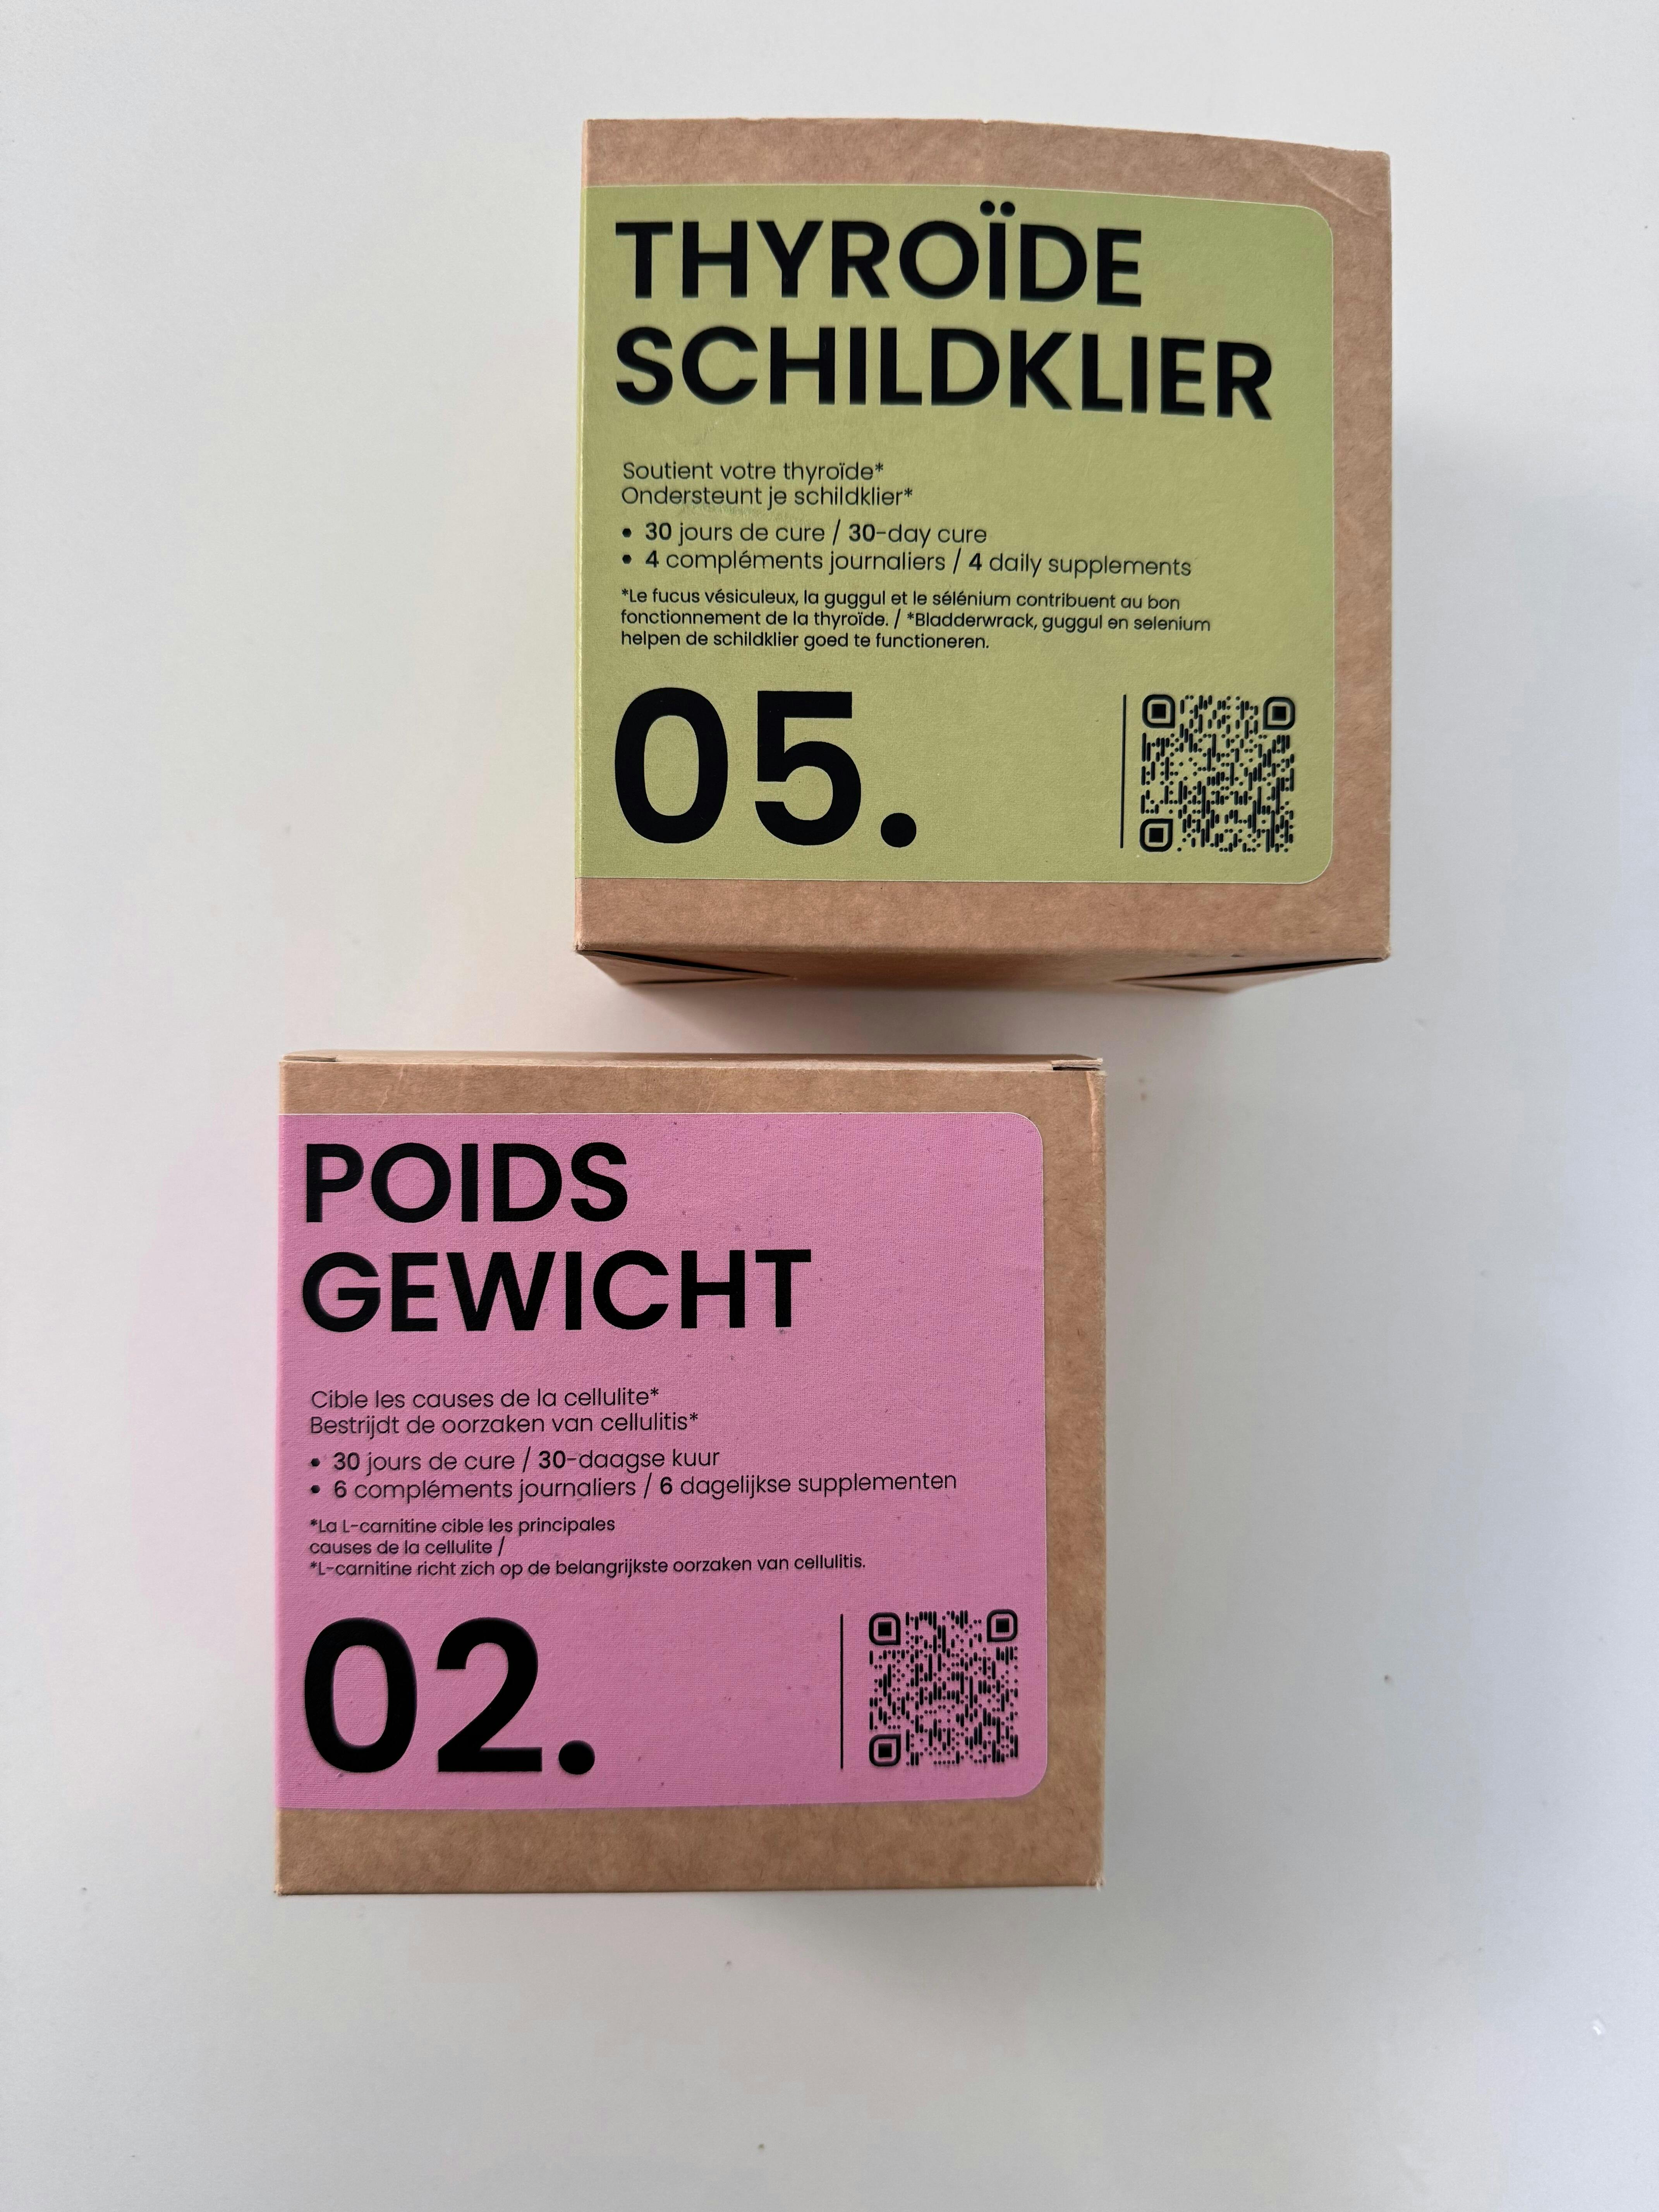 THYROÏDE
SCHILDKLIER
Soutient votre thyroïde*
Ondersteunt je schildklier*
• 30 jours de cure / 30-day cure
• 4 compléments journaliers / 4 daily supplements
*Le fucus vésiculeux, la guggul et le sélénium contribuent au bon
fonctionnement de la thyroïde. / *Bladderwrack, guggul en selenium
helpen de schildklier goed te functioneren.
05.
POIDS
GEWICHT
Cible les causes de la cellulite*
Bestrijdt de oorzaken van cellulitis*
• 30 jours de cure / 30-daagse kuur
• 6 compléments journaliers / 6 dagelijkse supplementen
*La L-carnitine cible les principales
causes de la cellulite /
*L-carnitine richt zich op de belangrijkste oorzaken van cellulitis.
02.